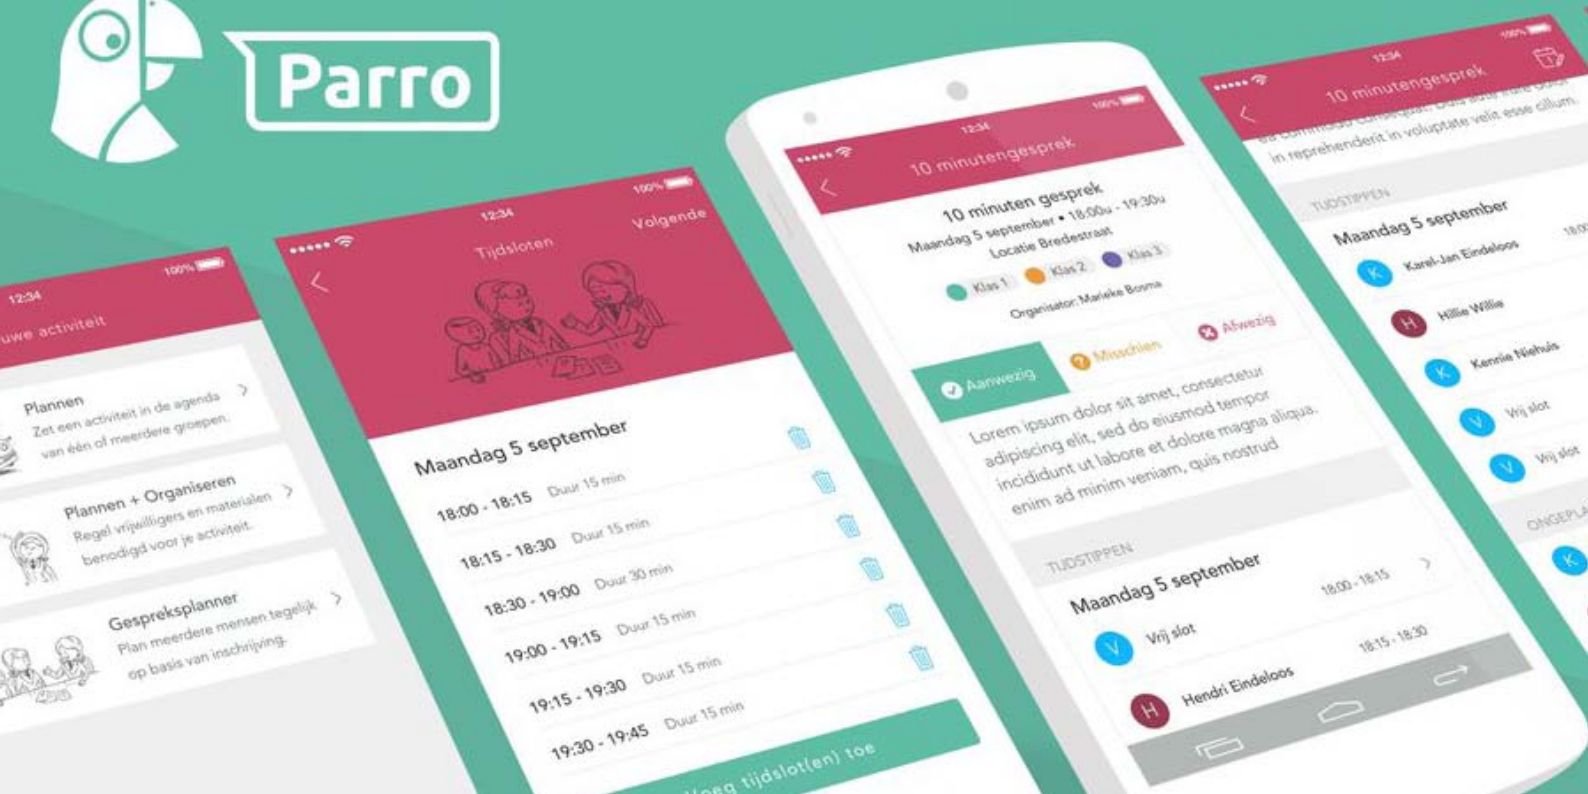 Parro
12:34
100%
uwe activiteit
Plannen
Zet een activiteit in de agenda
van één of meerdere groepen.
Plannen + Organiseren
Regel vrijwilligers en materialen
benodigd voor je activiteit.
Gespreksplanner
Plan meerdere mensen tegelijk
op basis van inschrijving.
12:34
100%
Tijdsloten
Volgende
Maandag 5 september
18:00 - 18:15 Duur 15 min
18:15 - 18:30 Duur 15 min
18:30 - 19:00 Duur 30 min
19:00 - 19:15 Duur 15 min
19:15 - 19:30 Duur 15 min
19:30 - 19:45 Duur 15 min
oeg tijdslot(en) toe
12:34
100%
10 minutengesprek
10 minuten gesprek
Maandag 5 september • 18:00u - 19:30u
Locatie Bredestraat
Klas 1 Klas 2 Klas 3
Organisator: Marieke Bosma
Aanwezig Misschien Afwezig
Lorem ipsum dolor sit amet, consectetur
adipiscing elit, sed do eiusmod tempor
incididunt ut labore et dolore magna aliqua.
enim ad minim veniam, quis nostrud
TIJDSTIPPEN
Maandag 5 september
V Vrij slot 18:00 - 18:15
H Hendri Eindeloos 18:15 - 18:30
12:34
100%
10 minutengesprek
in reprehenderit in voluptate velit esse cillum.
TIJDSTIPPEN
Maandag 5 september
K Karel-Jan Eindeloos 18:00
H Hillie Willie
K Kennie Niehuis
V Vrij slot
V Vrij slot
ONGEPLA
K